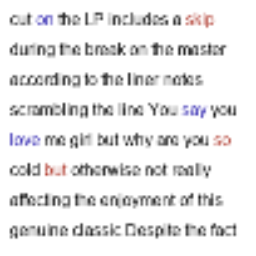 cut on the LP includes a skip
during the break on the master
according to the liner notes
scrambling the line You say you
love me girl but why are you so
cold but otherwise not really
affecting the enjoyment of this
genuine classic Despite the fact